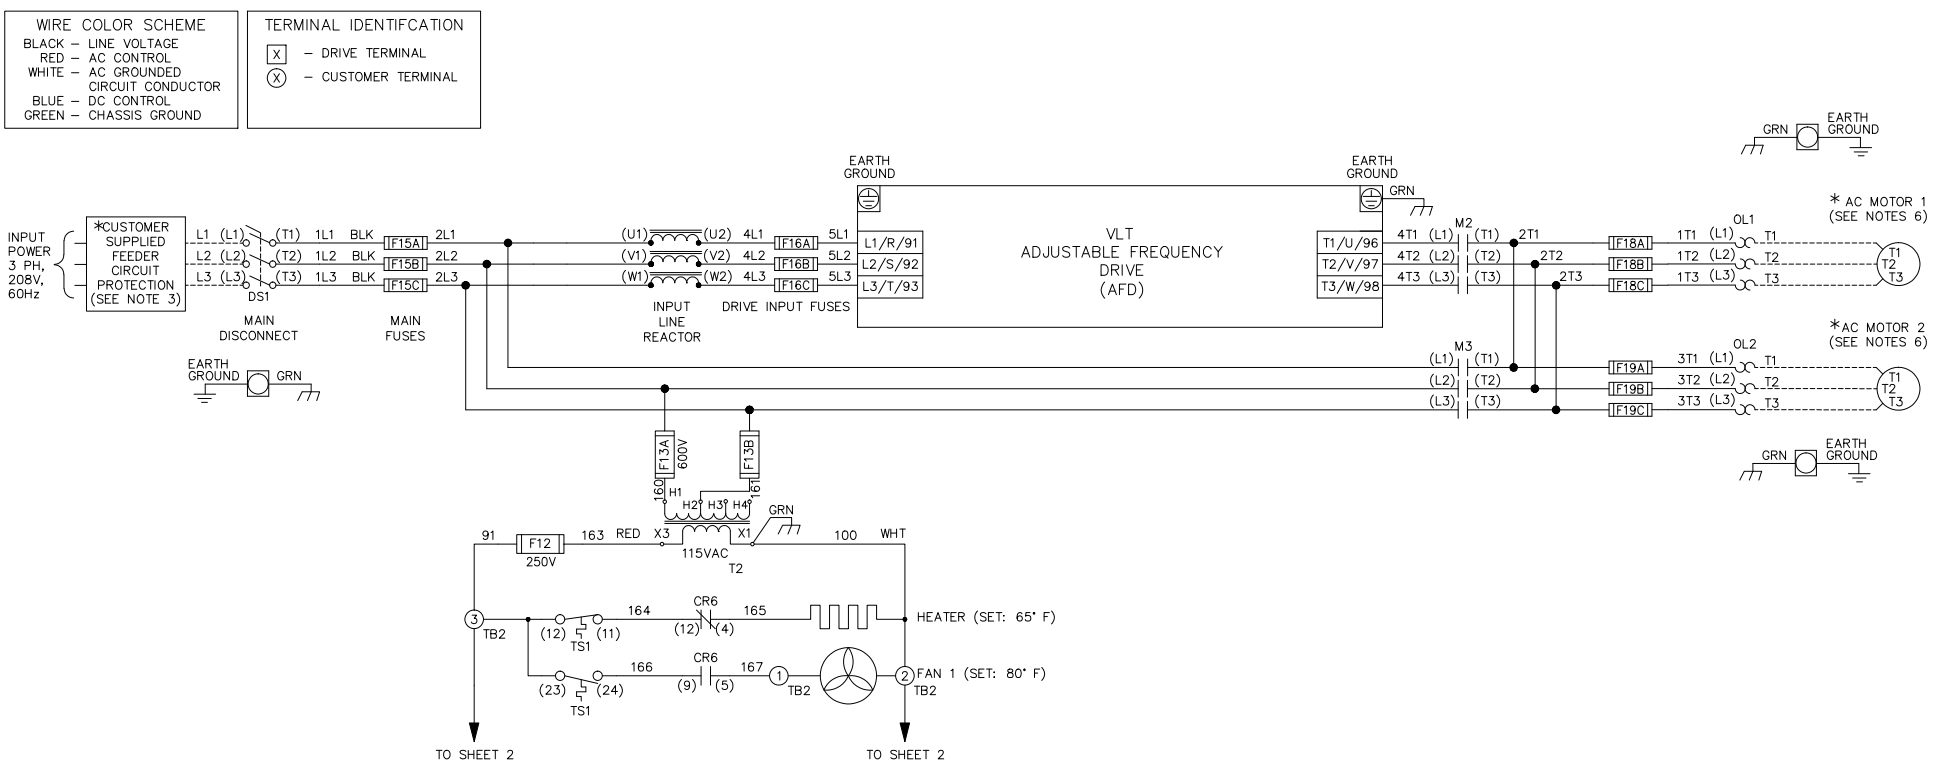 WIRE COLOR SCHEME
BLACK – LINE VOLTAGE
RED – AC CONTROL
WHITE – AC GROUNDED
CIRCUIT CONDUCTOR
BLUE – DC CONTROL
GREEN – CHASSIS GROUND
TERMINAL IDENTIFCATION
X – DRIVE TERMINAL
X – CUSTOMER TERMINAL
INPUT
POWER
3 PH,
208V,
60Hz
*CUSTOMER
SUPPLIED
FEEDER
CIRCUIT
PROTECTION
(SEE NOTE 3)
L1 (L1) (T1) 1L1 BLK F15A 2L1
L2 (L2) (T2) 1L2 BLK F15B 2L2
L3 (L3) (T3) 1L3 BLK F15C 2L3
DS1
MAIN
DISCONNECT
MAIN
FUSES
EARTH
GROUND
GRN
(U1) (U2) 4L1 F16A 5L1
(V1) (V2) 4L2 F16B 5L2
(W1) (W2) 4L3 F16C 5L3
INPUT
LINE
REACTOR
DRIVE INPUT FUSES
EARTH
GROUND
L1/R/91
L2/S/92
L3/T/93
VLT
ADJUSTABLE FREQUENCY
DRIVE
(AFD)
EARTH
GROUND
GRN
T1/U/96
T2/V/97
T3/W/98
M2
4T1 (L1) (T1) 2T1 F18A 1T1 (L1) T1
4T2 (L2) (T2) 2T2 F18B 1T2 (L2) T2
4T3 (L3) (T3) 2T3 F18C 1T3 (L3) T3
OL1
T1
T2
T3
* AC MOTOR 1
(SEE NOTES 6)
GRN
EARTH
GROUND
M3
(L1) (T1) F19A 3T1 (L1) T1
(L2) (T2) F19B 3T2 (L2) T2
(L3) (T3) F19C 3T3 (L3) T3
OL2
T1
T2
T3
*AC MOTOR 2
(SEE NOTES 6)
GRN
EARTH
GROUND
F13A
600V
F13B
160
161
H1
H2 H3 H4
GRN
91 F12 163 RED X3 X1 100 WHT
250V
115VAC
T2
3
TB2
(12) (11) 164 CR6 (12) (4) 165
TS1
HEATER (SET: 65° F)
(23) (24) 166 CR6 (9) (5) 167 1
TS1
TB2
2
FAN 1 (SET: 80° F)
TB2
TO SHEET 2
TO SHEET 2